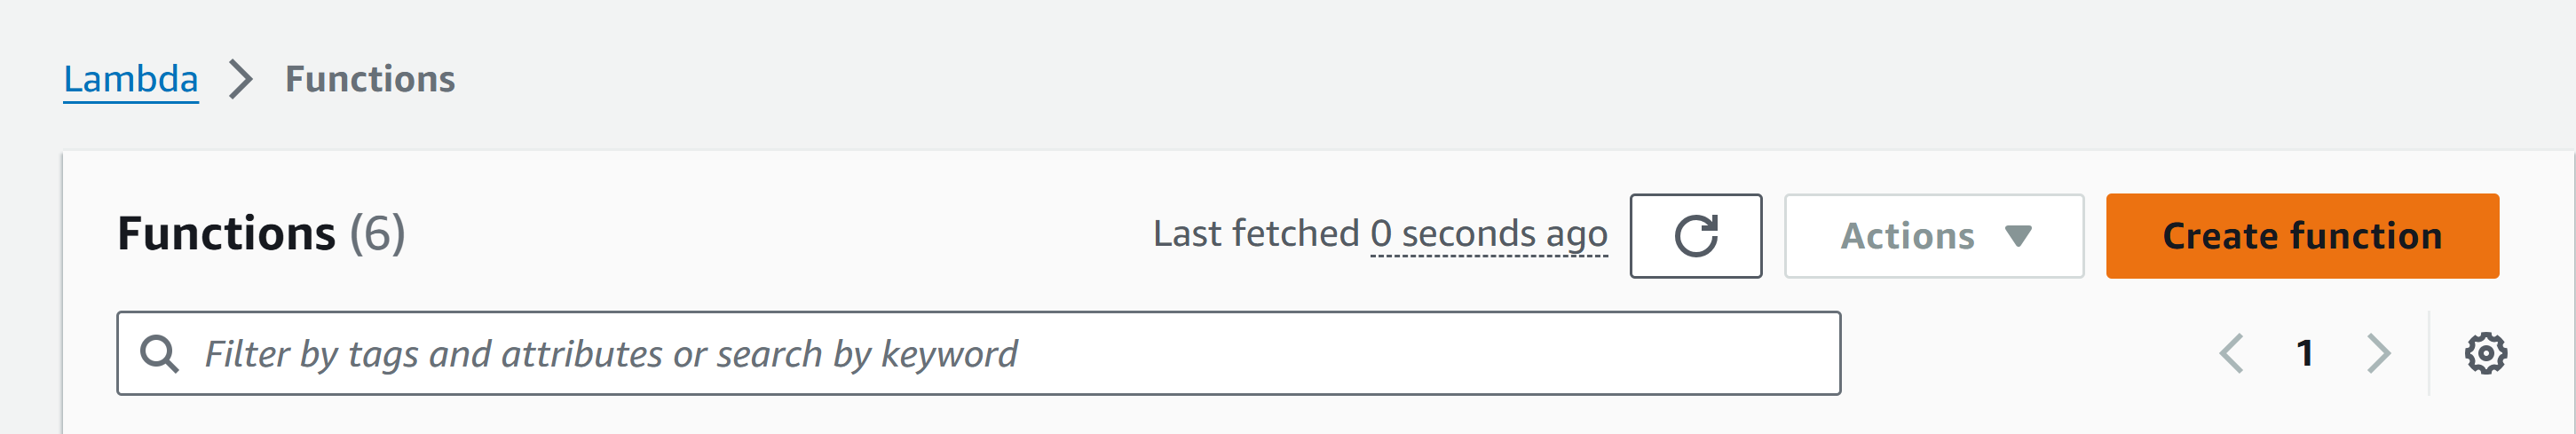 Lambda > Functions
Functions (6)
Last fetched 0 seconds ago
Actions
Create function
Filter by tags and attributes or search by keyword
1